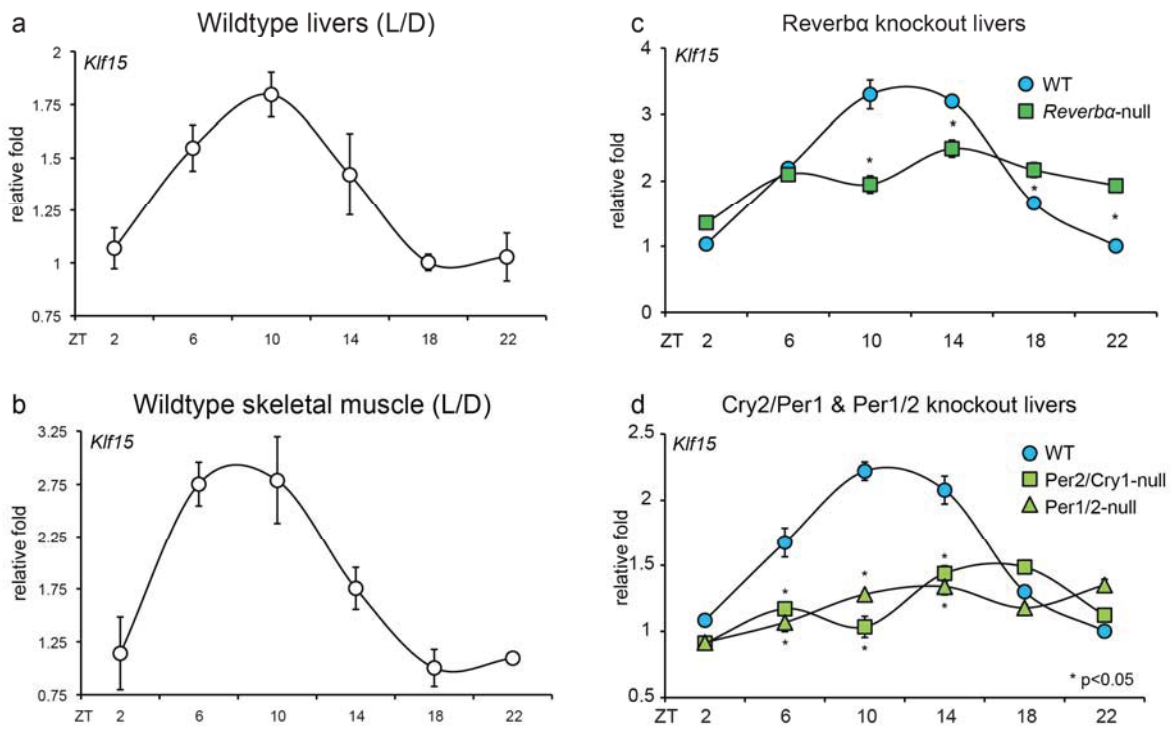 a Wildtype livers (L/D)
Klf15
relative fold
2
1.75
1.5
1.25
1
0.75
ZT 2 6 10 14 18 22
b Wildtype skeletal muscle (L/D)
Klf15
relative fold
3.25
2.75
2.25
1.75
1.25
0.75
ZT 2 6 10 14 18 22
c Reverbα knockout livers
Klf15
WT
Reverbα-null
relative fold
4
3
2
1
0
* * * *
ZT 2 6 10 14 18 22
d Cry2/Per1 & Per1/2 knockout livers
Klf15
WT
Per2/Cry1-null
Per1/2-null
relative fold
2.5
2
1.5
1
0.5
* * *
* * *
* p<0.05
ZT 2 6 10 14 18 22